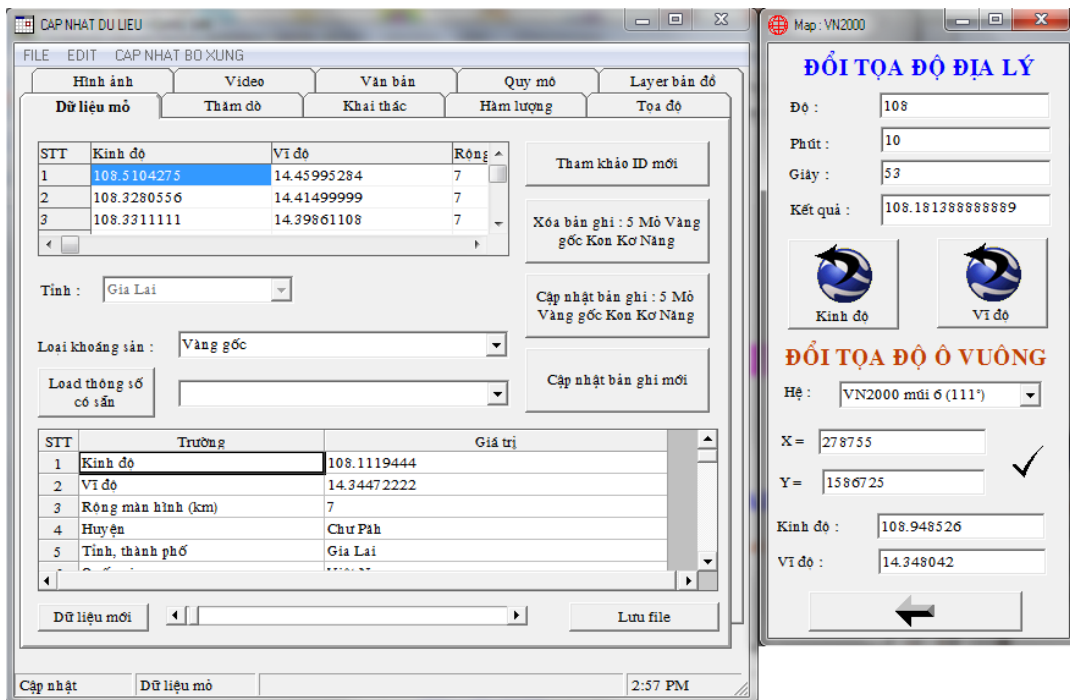 CAP NHAT DU LIEU
FILE EDIT CAP NHAT BO XUNG
Hình ảnh Video Văn bản Quy mô Layer bản đồ
Dữ liệu mỏ Thăm dò Khai thác Hàm lượng Tọa độ
STT Kinh độ Vĩ độ Rộng
1 108.5104275 14.45995284 7
2 108.3280556 14.41499999 7
3 108.3311111 14.39861108 7
Tham khảo ID mới
Xóa bản ghi : 5 Mỏ Vàng
gốc Kon Kơ Năng
Tỉnh : Gia Lai
Cập nhật bản ghi : 5 Mỏ
Vàng gốc Kon Kơ Năng
Loại khoáng sản : Vàng gốc
Load thông số
có sẵn
Cập nhật bản ghi mới
STT Trường Giá trị
1 Kinh độ 108.1119444
2 Vĩ độ 14.34472222
3 Rộng màn hình (km) 7
4 Huyện Chư Păh
5 Tỉnh, thành phố Gia Lai
Dữ liệu mới Lưu file
Cập nhật Dữ liệu mỏ 2:57 PM
Map : VN2000
ĐỔI TỌA ĐỘ ĐỊA LÝ
Độ : 108
Phút : 10
Giây : 53
Kết quả : 108.181388888889
Kinh độ Vĩ độ
ĐỔI TỌA ĐỘ Ô VUÔNG
Hệ : VN2000 múi 6 (111°)
X = 278755
Y = 1586725
Kinh độ : 108.948526
Vĩ độ : 14.348042